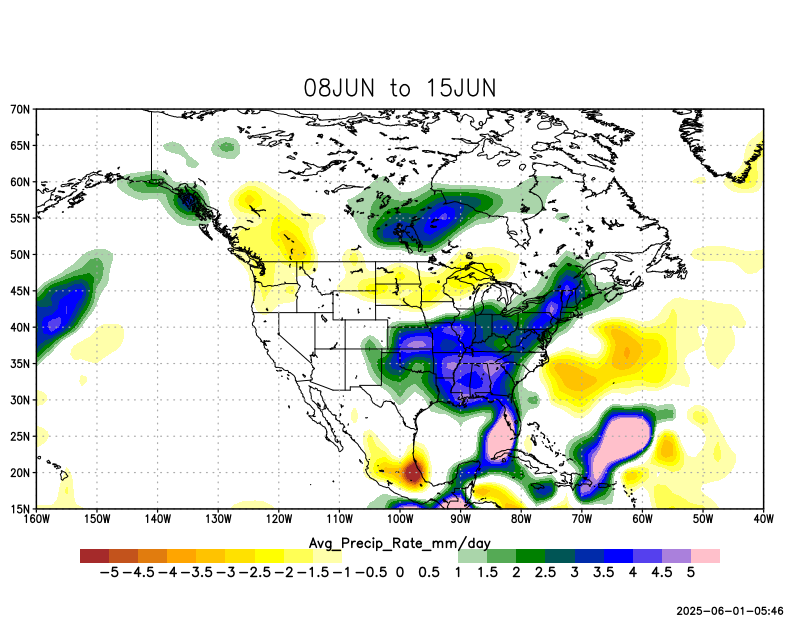 08JUN to 15JUN
70N
65N
60N
55N
50N
45N
40N
35N
30N
25N
20N
15N
160W 150W 140W 130W 120W 110W 100W 90W 80W 70W 60W 50W 40W
Avg_Precip_Rate_mm/day
-5 -4.5 -4 -3.5 -3 -2.5 -2 -1.5 -1 -0.5 0 0.5 1 1.5 2 2.5 3 3.5 4 4.5 5
2025-06-01-05:46